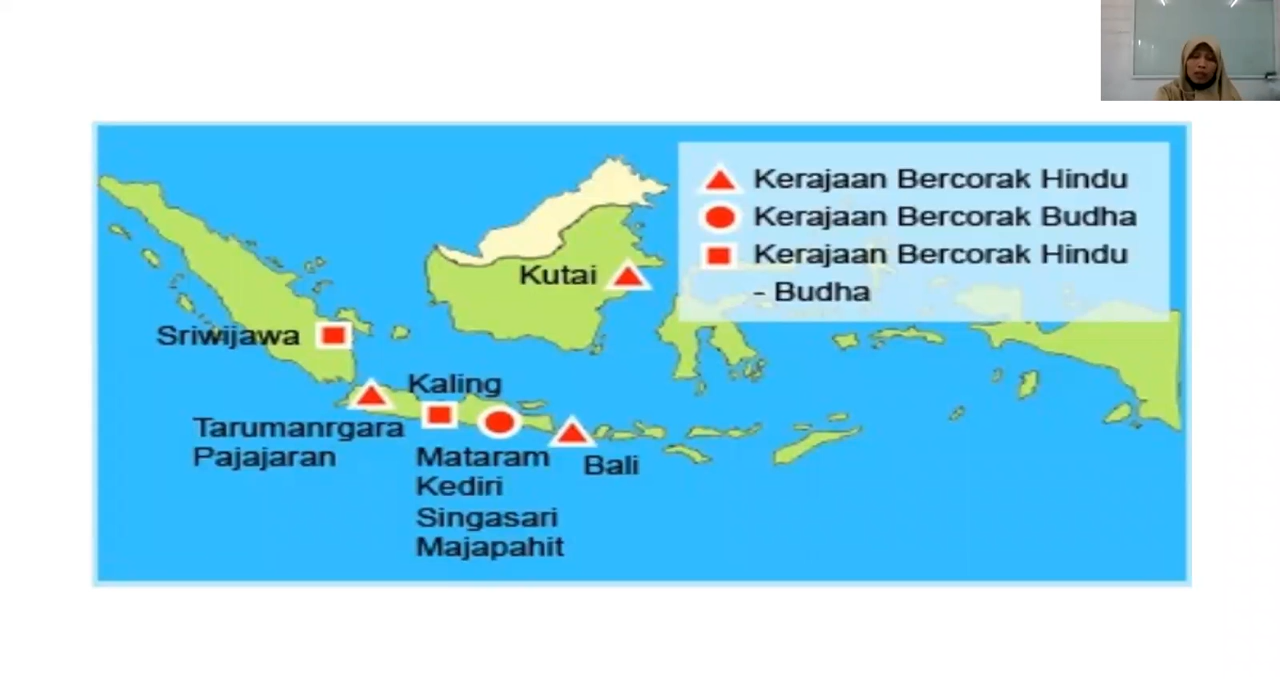 Kerajaan Bercorak Hindu
Kerajaan Bercorak Budha
Kerajaan Bercorak Hindu
- Budha
Kutai
Sriwijawa
Kaling
Tarumanrgara
Pajajaran
Mataram
Kediri
Singasari
Majapahit
Bali